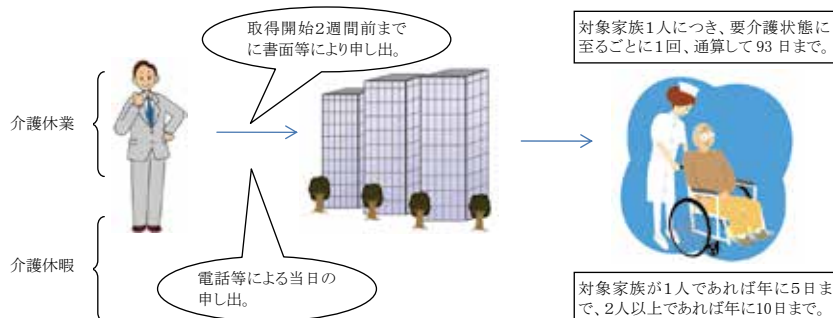 取得開始2週間前まで
に書面等により申し出。
対象家族1人につき、要介護状態に
至るごとに1回、通算して 93 日まで。
介護休業
介護休暇
電話等による当日の
申し出。
対象家族が1人であれば年に5日ま
で、2人以上であれば年に10日まで。